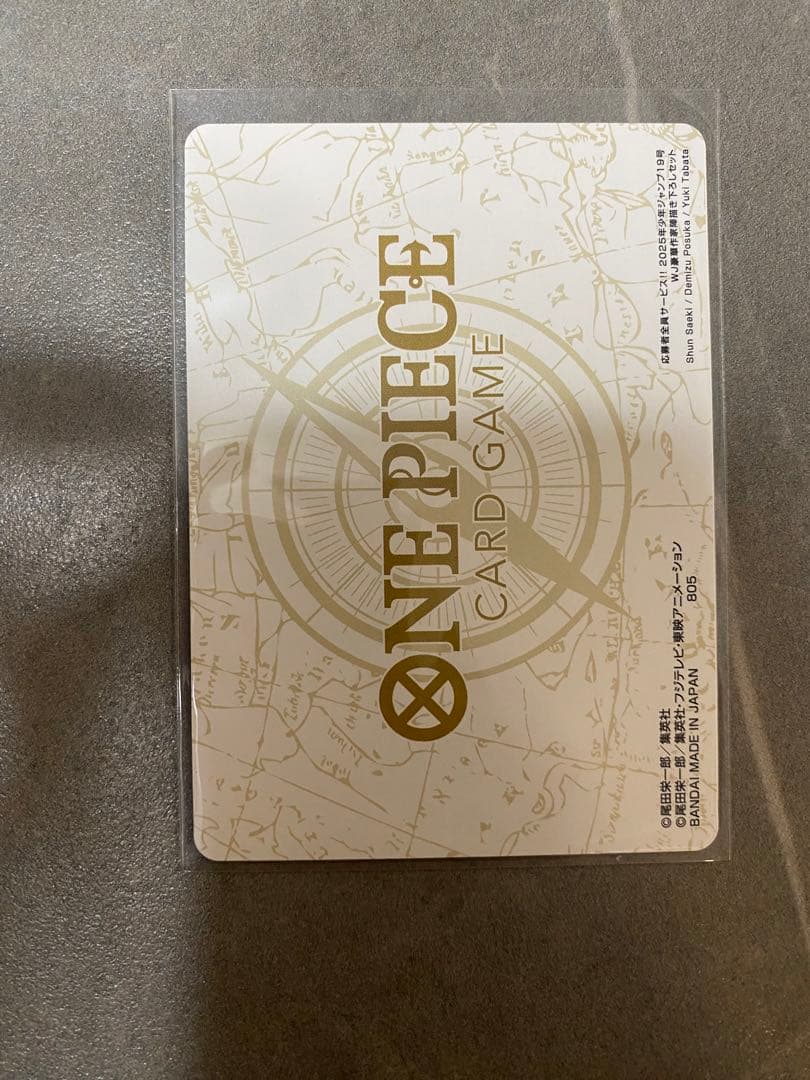 ONE PIECE
CARD GAME
©尾田栄一郎／集英社
©尾田栄一郎／集英社・フジテレビ・東映アニメーション
BANDAI MADE IN JAPAN 805
応募者全員サービス!! 2025年少年ジャンプ19号
WJ豪華作家陣描き下ろしセット
Shun Saeki / Demizu Posuka / Yuki Tabata